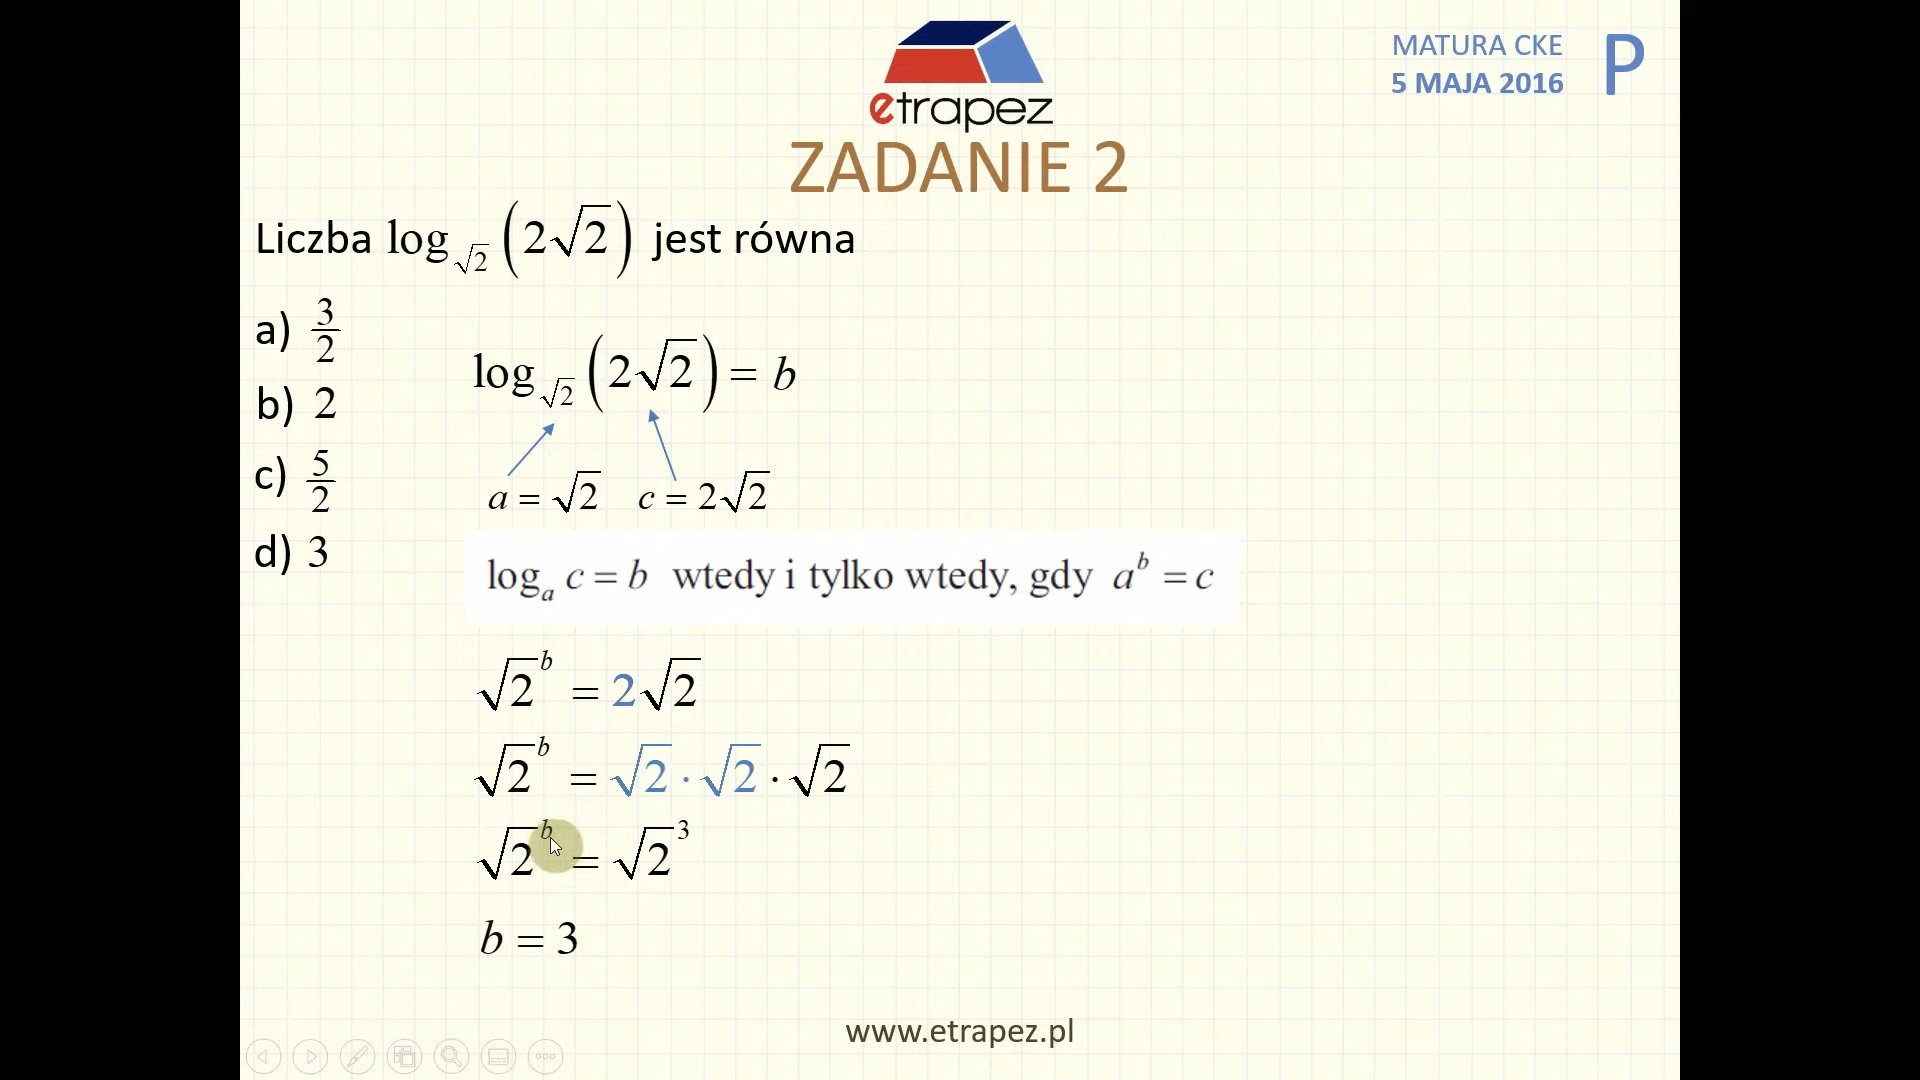 etrapez
MATURA CKE
5 MAJA 2016
P
ZADANIE 2
Liczba log_√2 (2√2) jest równa
a) 3/2
b) 2
c) 5/2
d) 3
log_√2 (2√2) = b
a = √2 c = 2√2
log_a c = b wtedy i tylko wtedy, gdy a^b = c
√2^b = 2√2
√2^b = √2 · √2 · √2
√2^b = √2^3
b = 3
www.etrapez.pl